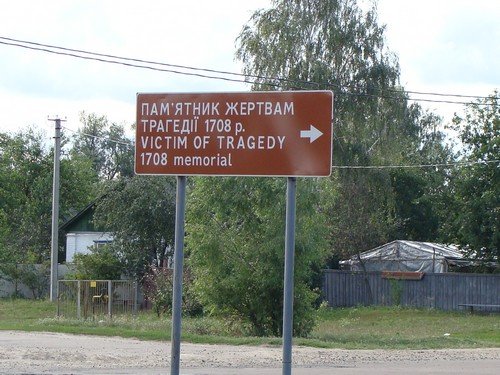 ПАМ'ЯТНИК ЖЕРТВАМ
ТРАГЕДІЇ 1708 р.
VICTIM OF TRAGEDY
1708 memorial